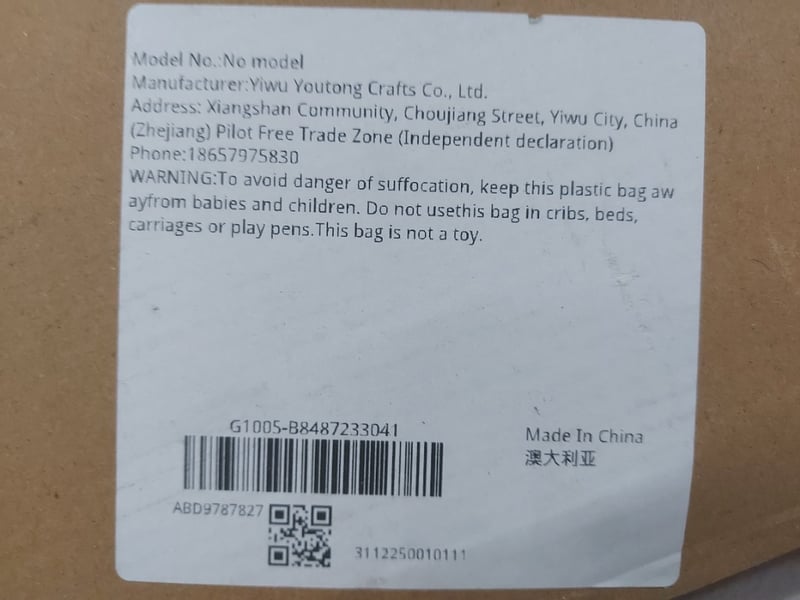 Model No.:No model
Manufacturer:Yiwu Youtong Crafts Co., Ltd.
Address: Xiangshan Community, Choujiang Street, Yiwu City, China
(Zhejiang) Pilot Free Trade Zone (Independent declaration)
Phone:18657975830
WARNING:To avoid danger of suffocation, keep this plastic bag aw
ayfrom babies and children. Do not usethis bag in cribs, beds,
carriages or play pens.This bag is not a toy.
G1005-B8487233041
Made In China
澳大利亚
ABD9787827
3112250010111